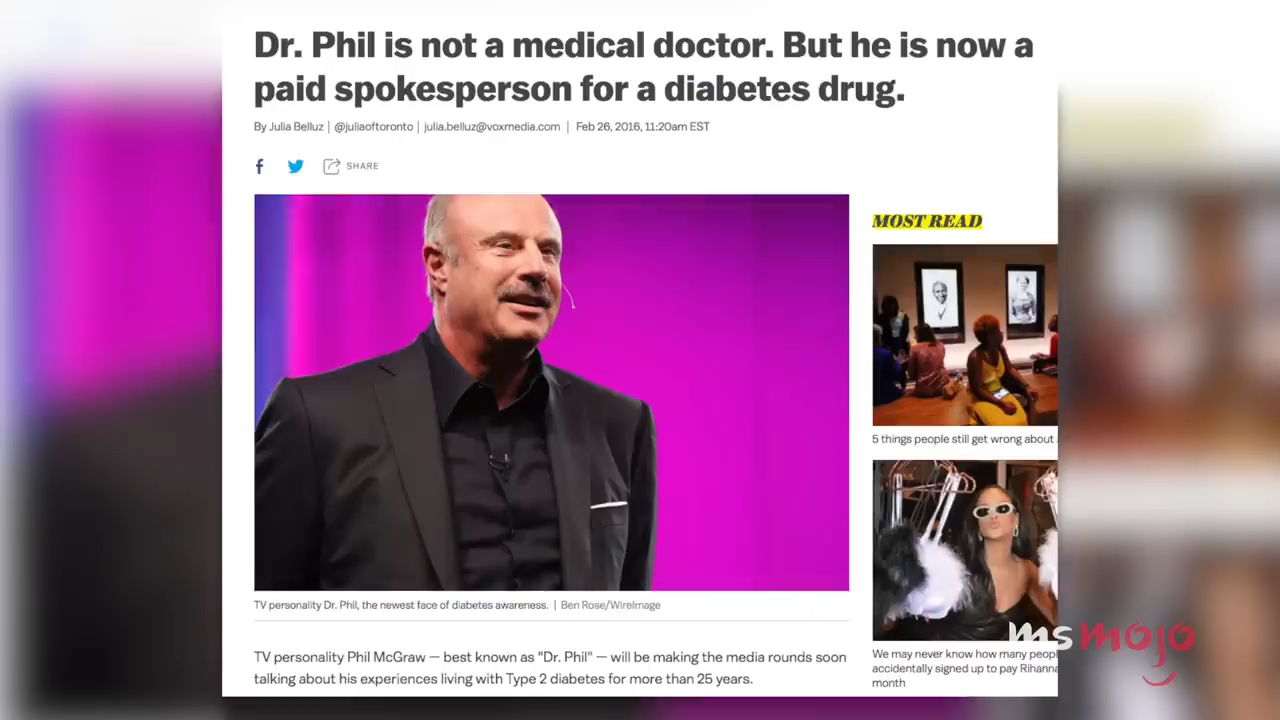 Dr. Phil is not a medical doctor. But he is now a
paid spokesperson for a diabetes drug.
By Julia Belluz | @juliaoftoronto | julia.belluz@voxmedia.com | Feb 26, 2016, 11:20am EST
SHARE
MOST READ
5 things people still get wrong about
TV personality Dr. Phil, the newest face of diabetes awareness. | Ben Rose/WireImage
TV personality Phil McGraw — best known as "Dr. Phil" — will be making the media rounds soon
talking about his experiences living with Type 2 diabetes for more than 25 years.
We may never know how many peopl
accidentally signed up to pay Rihanna
month
msmojo